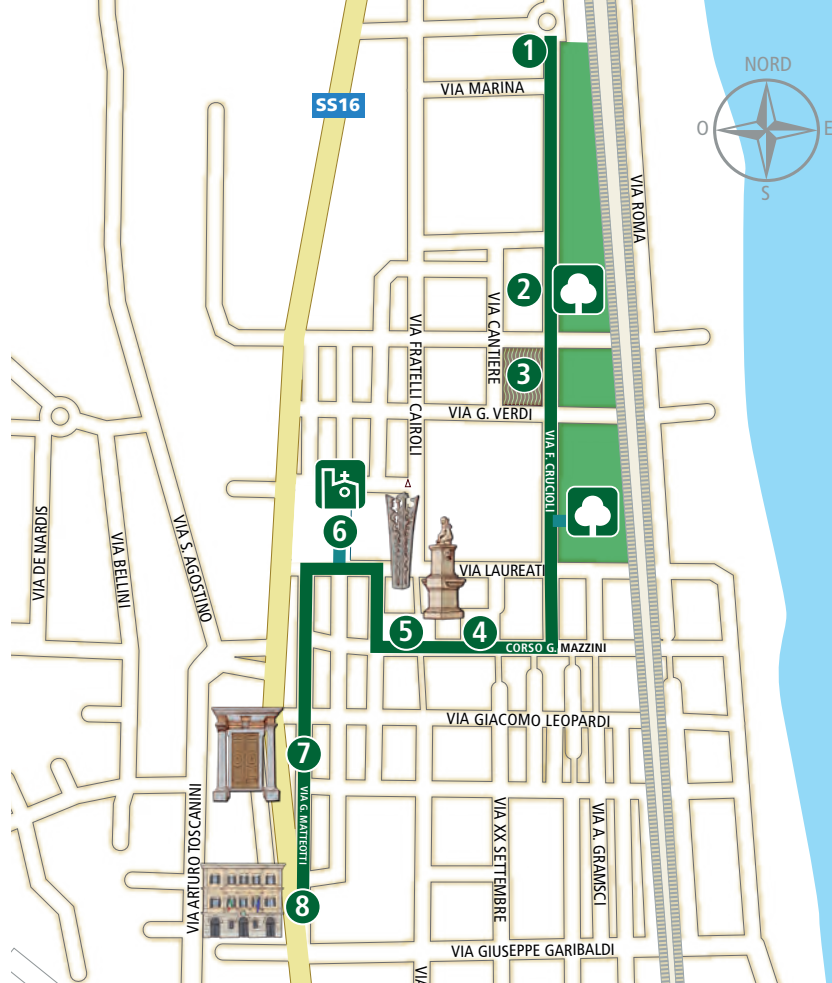 1
NORD
VIA MARINA
SS16
O
E
S
VIA ROMA
2
VIA CANTIERE
VIA FRATELLI CAIROLI
3
VIA G. VERDI
VIA F. CRUCIOLI
VIA DE NARDIS
VIA BELLINI
VIA S. AGOSTINO
6
VIA LAUREATI
5
4
CORSO G. MAZZINI
VIA GIACOMO LEOPARDI
7
VIA G. MATTEOTTI
VIA ARTURO TOSCANINI
VIA XX SETTEMBRE
VIA A. GRAMSCI
8
VIA GIUSEPPE GARIBALDI
VIA